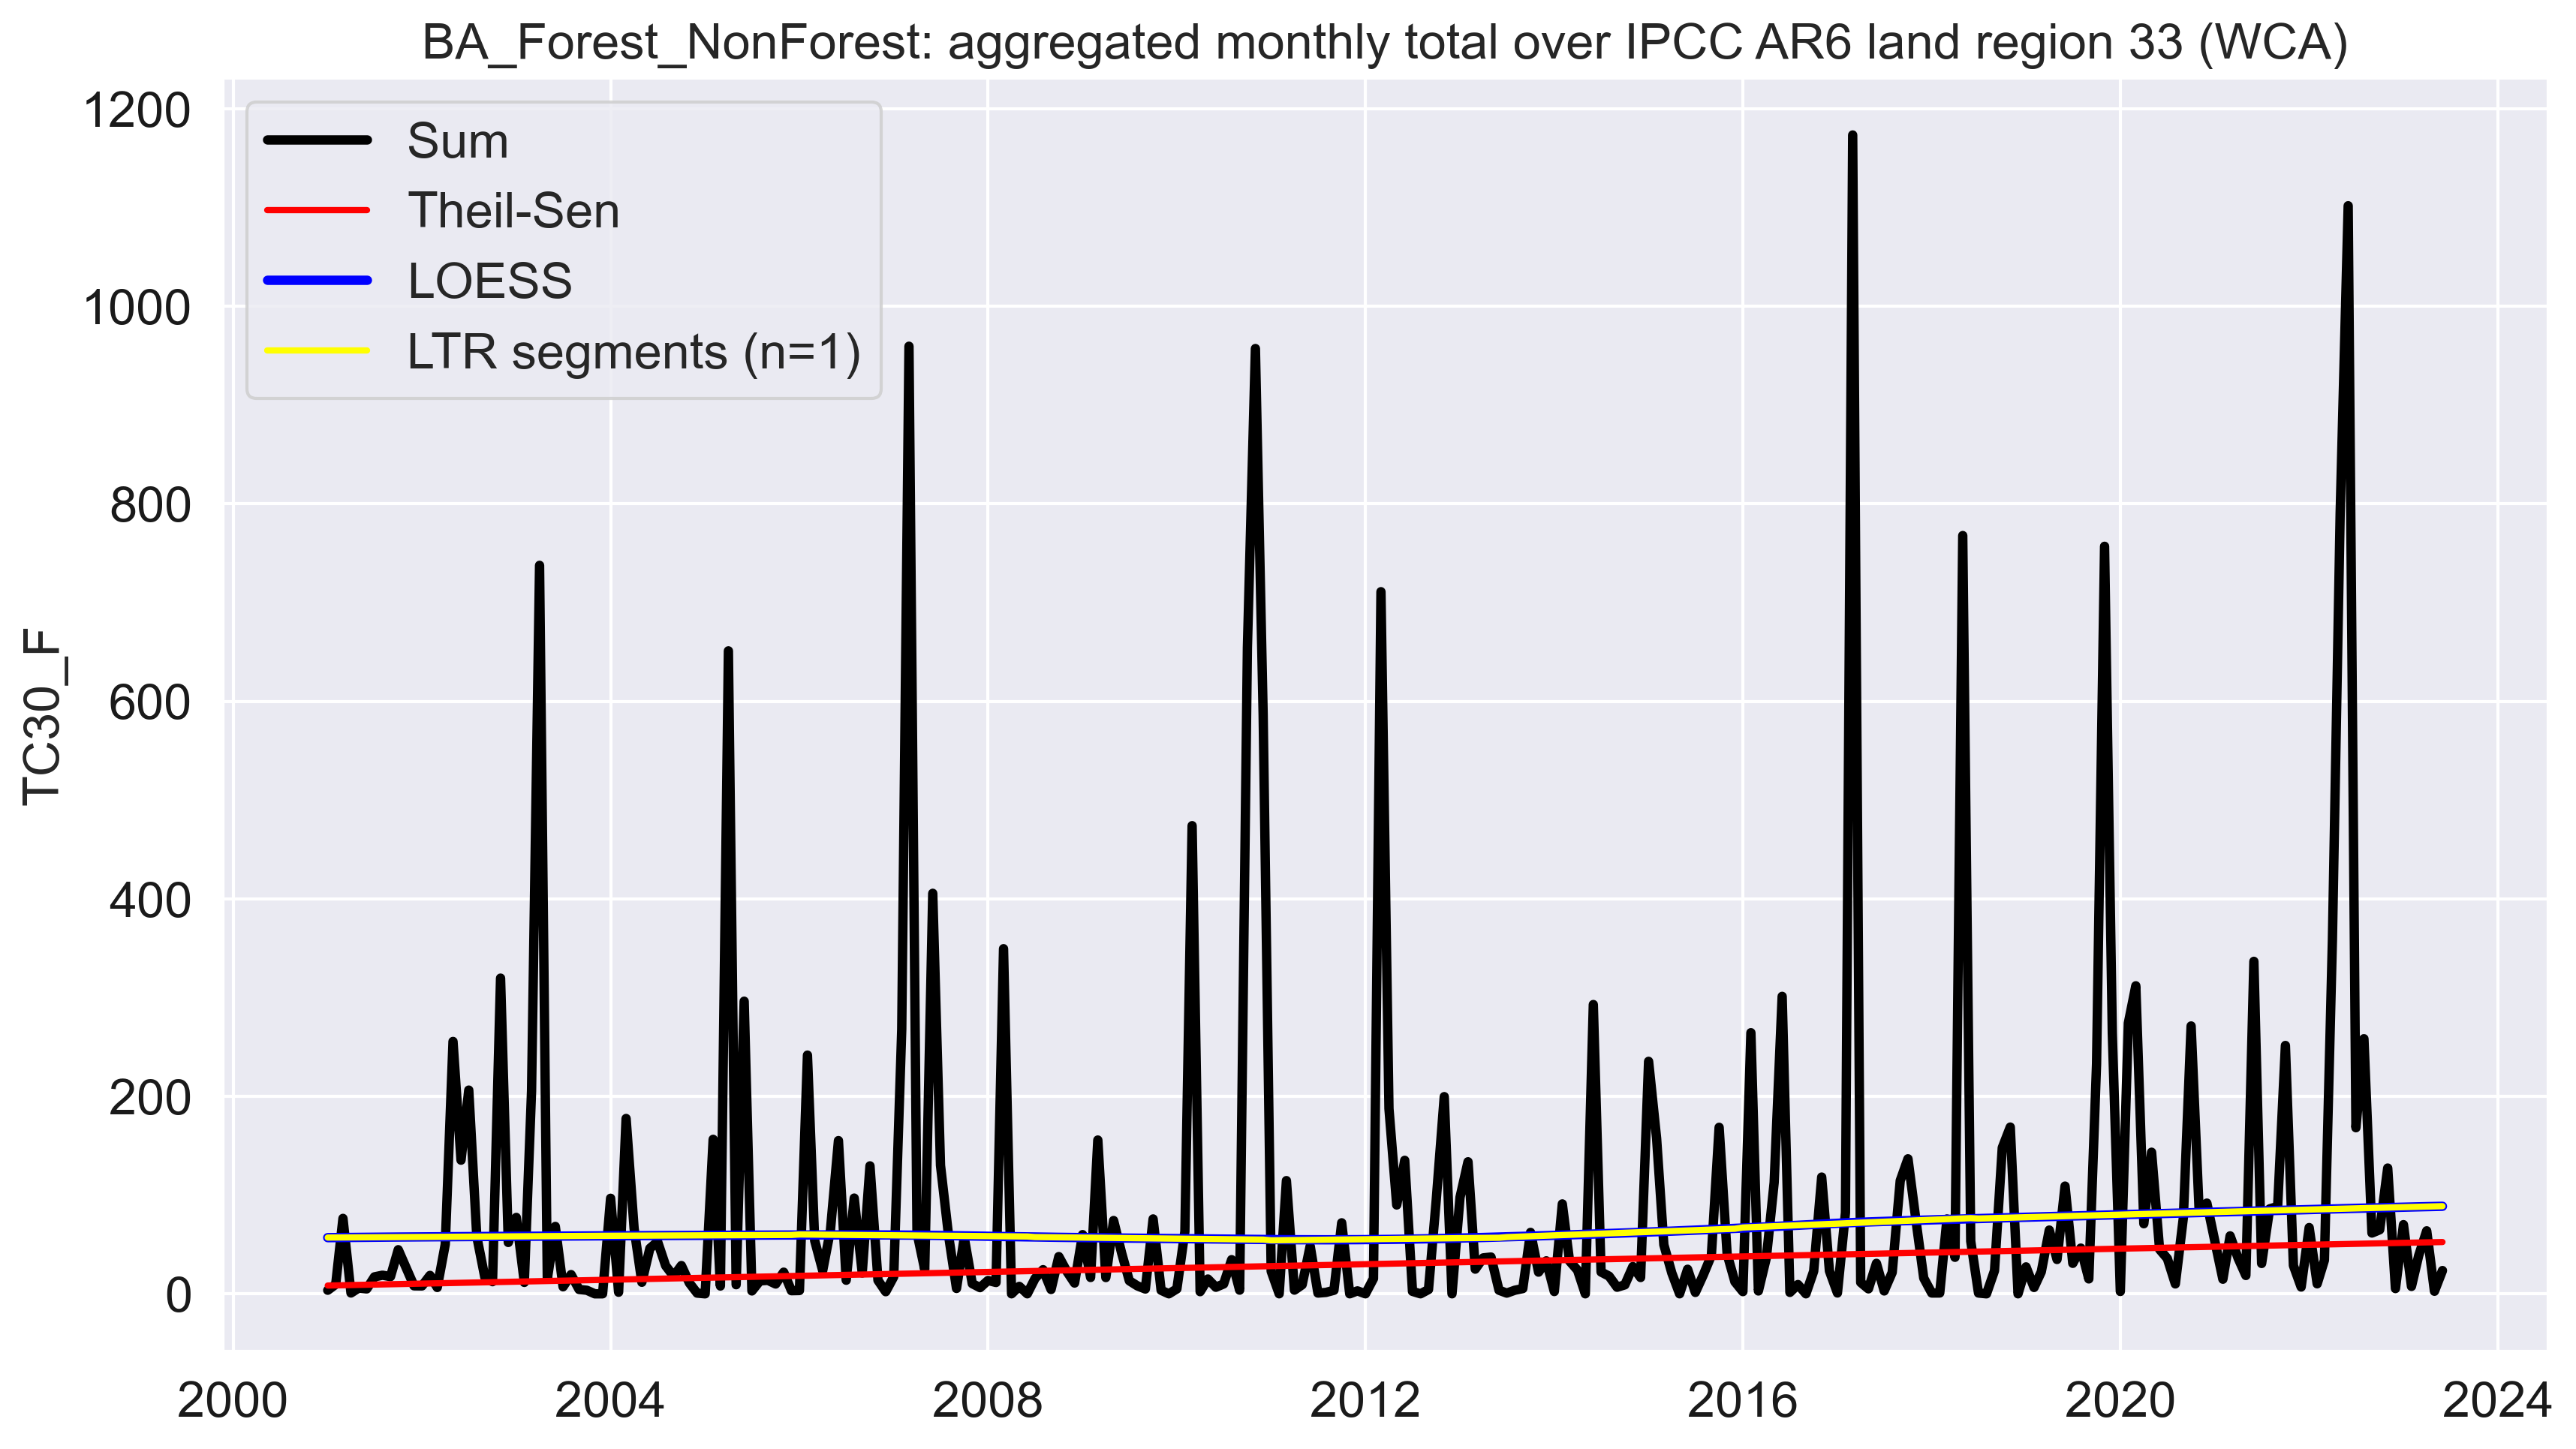 BA_Forest_NonForest: aggregated monthly total over IPCC AR6 land region 33 (WCA)
Sum
Theil-Sen
LOESS
LTR segments (n=1)
1200
1000
800
600
400
200
0
TC30_F
2000 2004 2008 2012 2016 2020 2024